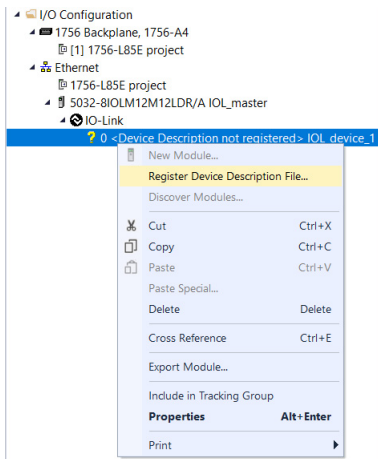 I/O Configuration
1756 Backplane, 1756-A4
[1] 1756-L85E project
Ethernet
1756-L85E project
5032-8IOLM12M12LDR/A IOL_master
IO-Link
? 0 <Device Description not registered> IOL_device_1
New Module...
Register Device Description File...
Discover Modules...
Cut Ctrl+X
Copy Ctrl+C
Paste Ctrl+V
Paste Special...
Delete Delete
Cross Reference Ctrl+E
Export Module...
Include in Tracking Group
Properties Alt+Enter
Print